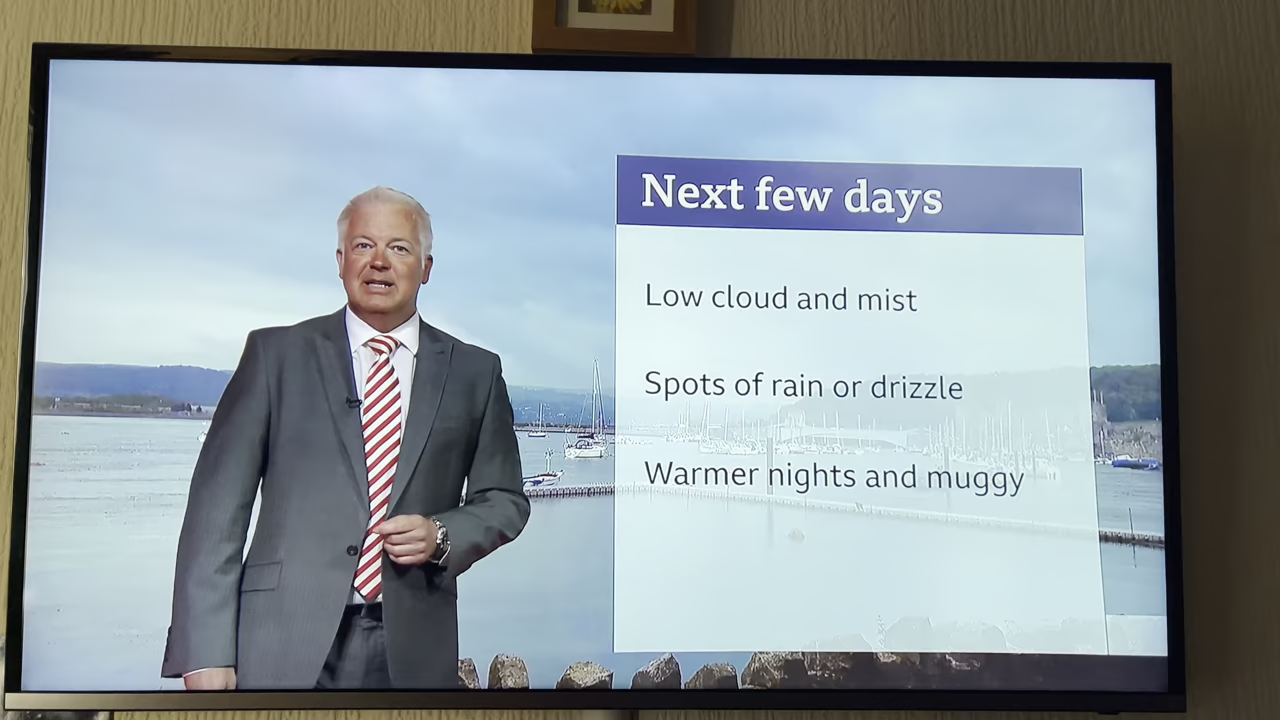 Next few days
Low cloud and mist
Spots of rain or drizzle
Warmer nights and muggy